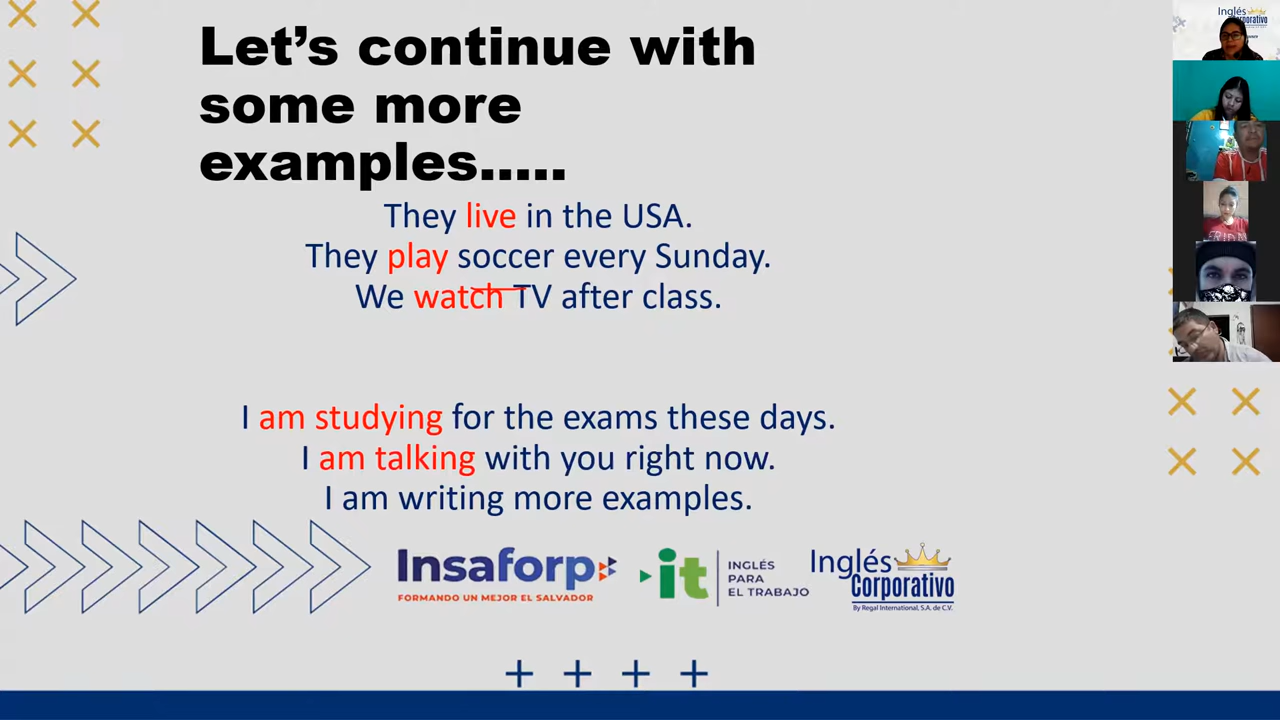 Let's continue with
some more
examples.....
They live in the USA.
They play soccer every Sunday.
We watch TV after class.
I am studying for the exams these days.
I am talking with you right now.
I am writing more examples.
Insaforp
FORMANDO UN MEJOR EL SALVADOR
it
INGLÉS
PARA
EL TRABAJO
Inglés
Corporativo
By Regal International, S.A. de C.V.
Inglés
Corporativo